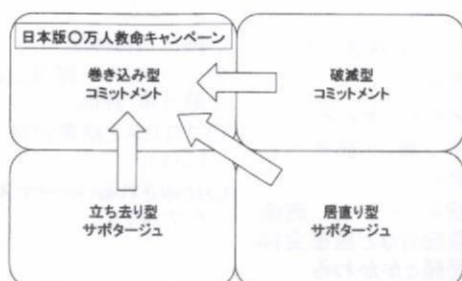 日本版〇万人救命キャンペーン
巻き込み型
コミットメント
破滅型
コミットメント
立ち去り型
サボタージュ
居直り型
サボタージュ